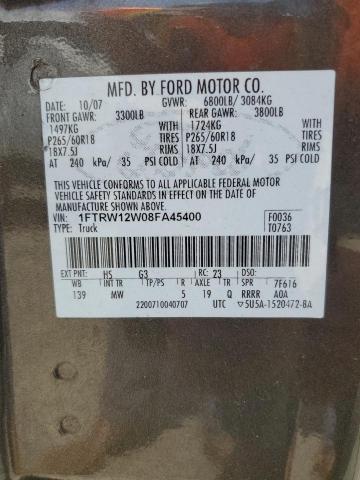 MFD. BY FORD MOTOR CO.
DATE: 10/07 GVWR: 6800LB/ 3084KG
FRONT GAWR: 3300LB REAR GAWR: 3800LB
1497KG WITH 1724KG WITH
P265/60R18 TIRES P265/60R18 TIRES
18X7.5J RIMS 18X7.5J RIMS
AT 240 kPa/ 35 PSI COLD AT 240 kPa/ 35 PSI COLD
THIS VEHICLE CONFORMS TO ALL APPLICABLE FEDERAL MOTOR
VEHICLE SAFETY AND THEFT PREVENTION STANDARDS IN EFFECT ON THE
DATE OF MANUFACTURE SHOWN ABOVE.
VIN: 1FTRW12W08FA45400 F0036
TYPE: Truck T0763
EXT PNT: HS G3 RC: 23 DSO:
WB INT TR TP/PS R AXLE TR SPR 7F616
139 MW 5 19 Q RRRR AOA
2200710040707 UTC ▽5U5A-1520472-BA